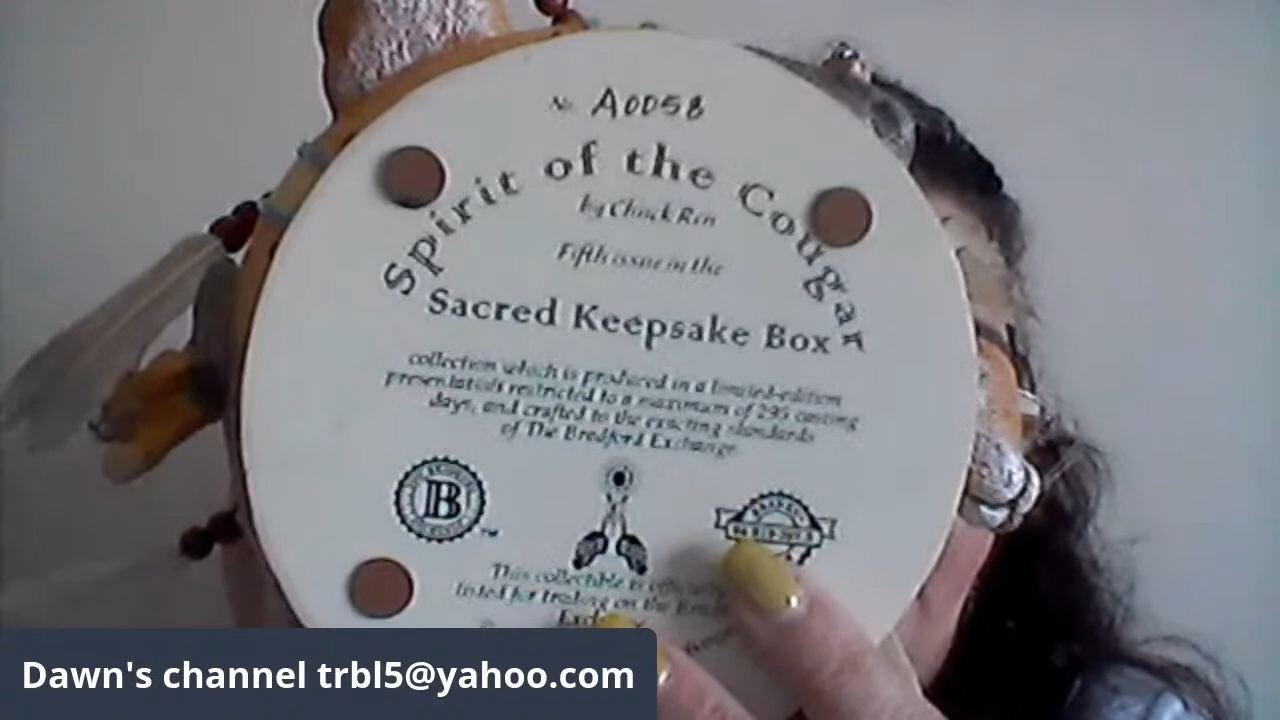 № A0058
Spirit of the Cougar
by Chuck Ren
Fifth issue in the
Sacred Keepsake Box
collection which is produced in a limited-edition
presentation restricted to a maximum of 295 casting
days, and crafted to the exacting standards
of The Bradford Exchange.
B
TM
This collectible is
listed for trading on the
Dawn's channel trbl5@yahoo.com